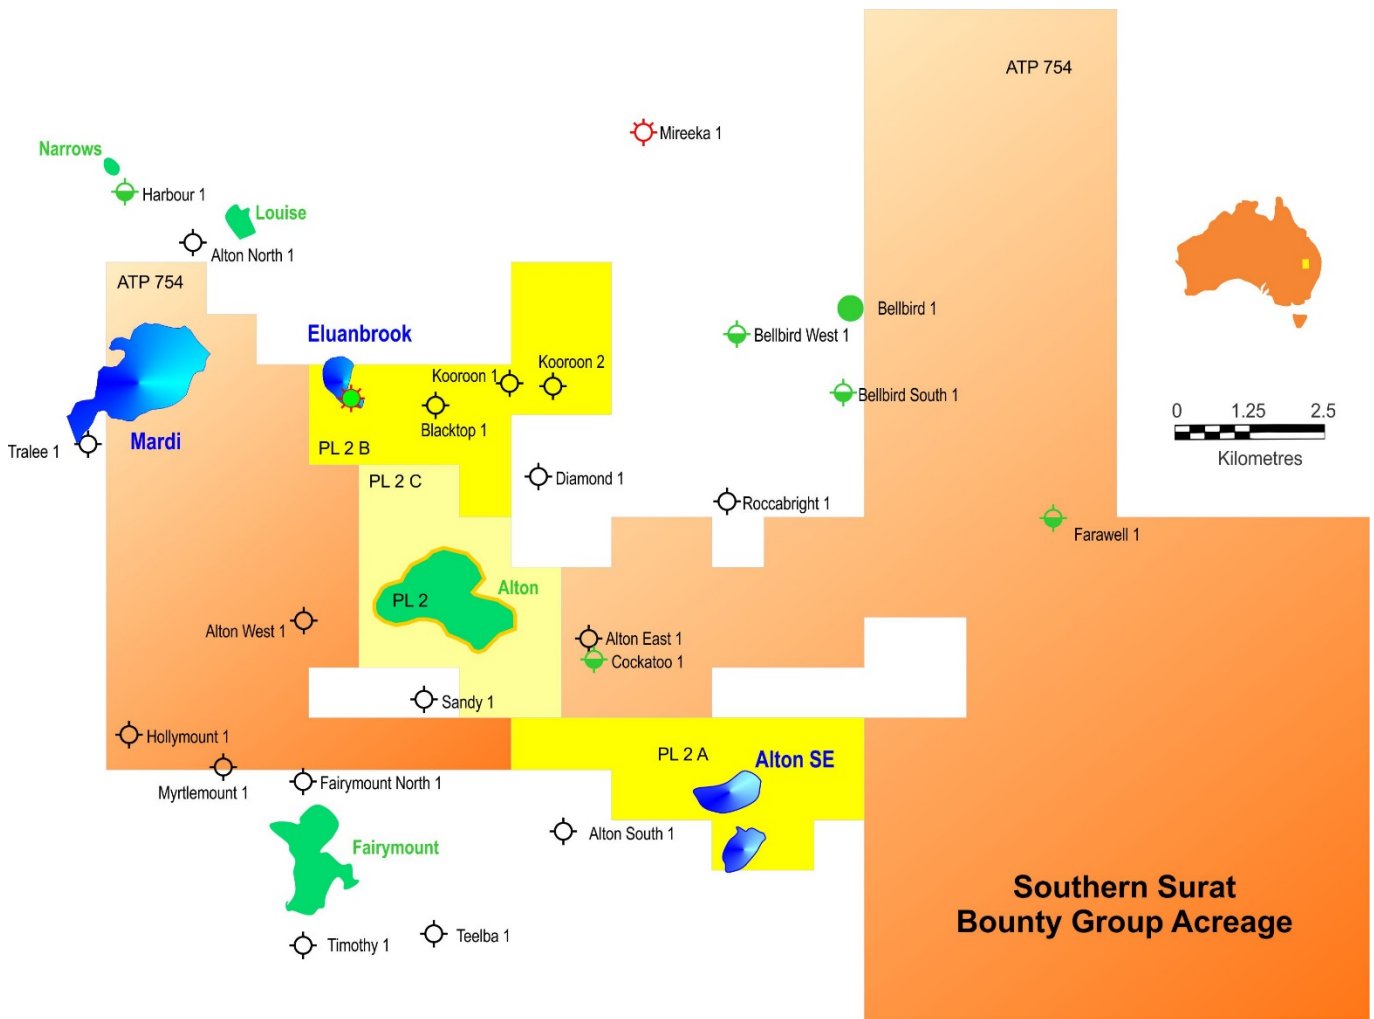 ATP 754
Mireeka 1
Narrows
Harbour 1
Louise
Alton North 1
ATP 754
Bellbird 1
Eluanbrook
Bellbird West 1
Kooroon 2
Kooroon 1
Bellbird South 1
0 1.25 2.5
Kilometres
Blacktop 1
Mardi
Tralee 1
PL 2 B
PL 2 C
Diamond 1
Roccabright 1
Farawell 1
Alton
PL 2
Alton West 1
Alton East 1
Cockatoo 1
Sandy 1
Hollymount 1
PL 2 A
Alton SE
Myrtlemount 1
Fairymount North 1
Alton South 1
Fairymount
Southern Surat
Bounty Group Acreage
Teelba 1
Timothy 1